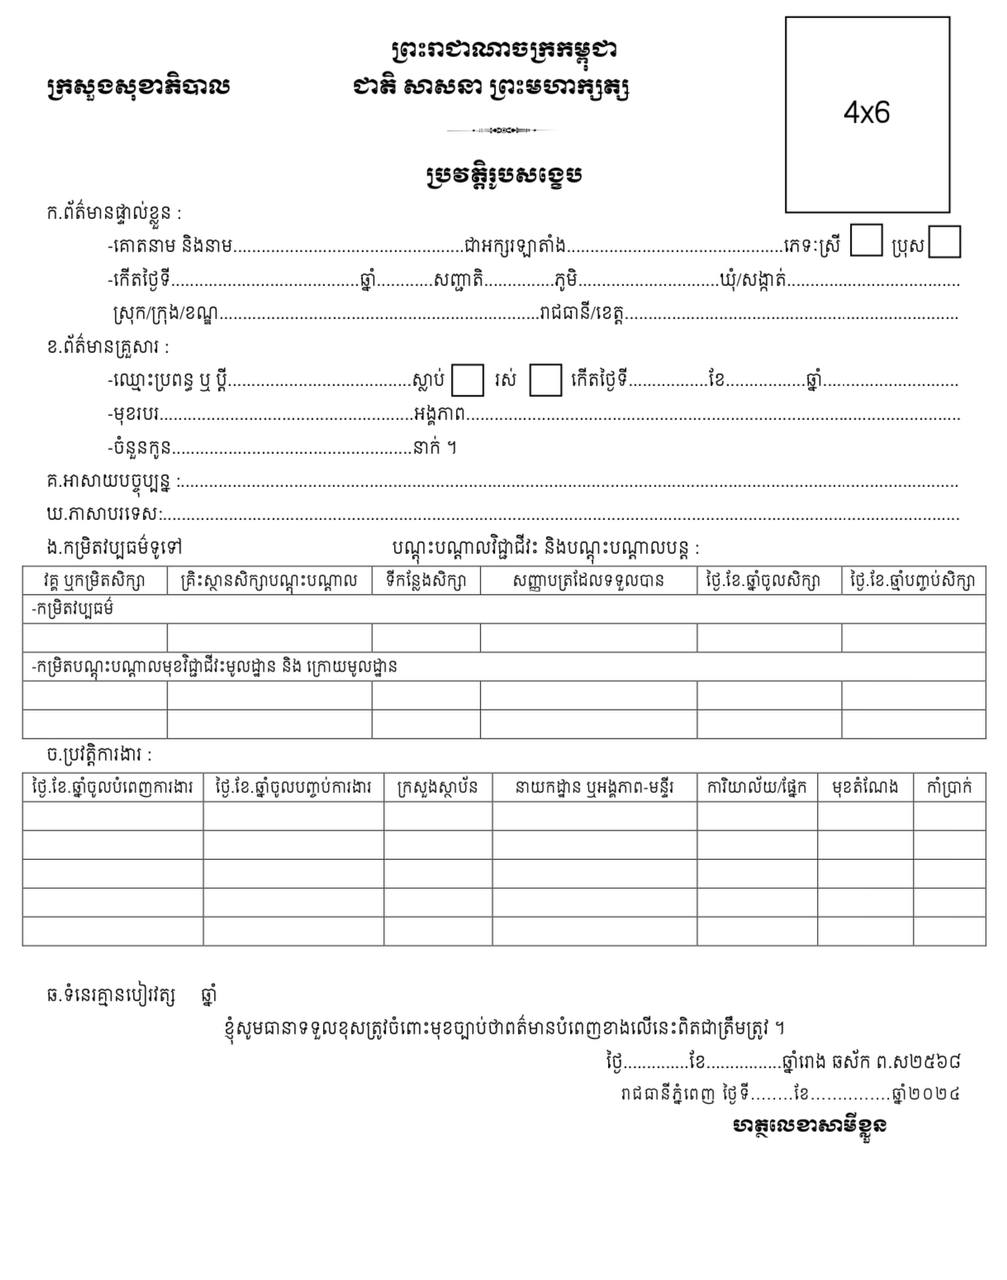 ព្រះរាជាណាចក្រកម្ពុជា
ក្រសួងសុខាភិបាល ជាតិ សាសនា ព្រះមហាក្សត្រ
4x6
ប្រវត្តិរូបសង្ខេប
ក.ព័ត៌មានផ្ទាល់ខ្លួន :
-គោតនាម និងនាម.................................................ជាអក្សរឡាតាំង..............................................ភេទៈស្រី ប្រុស
-កើតថ្ងៃទី........................................ឆ្នាំ............សញ្ជាតិ...............ភូមិ..............................ឃុំ/សង្កាត់.....................................
ស្រុក/ក្រុង/ខណ្ឌ....................................................................រាជធានី/ខេត្ត.......................................................................
ខ.ព័ត៌មានគ្រួសារ :
-ឈ្មោះប្រពន្ធ ឬ ប្តី.......................................ស្លាប់ រស់ កើតថ្ងៃទី.................ខែ.................ឆ្នាំ.............................
-មុខរបរ......................................................អង្គភាព.........................................................................................................
-ចំនួនកូន...................................................នាក់ ។
គ.អាសាយបច្ចុប្បន្ន :.....................................................................................................................................................................
ឃ.ភាសាបរទេស:.........................................................................................................................................................................
ង.កម្រិតវប្បធម៌ទូទៅ បណ្តុះបណ្តាលវិជ្ជាជីវះ និងបណ្តុះបណ្តាលបន្ត :
វគ្គ ឬកម្រិតសិក្សា គ្រិះស្ថានសិក្សាបណ្តុះបណ្តាល ទីកន្លែងសិក្សា សញ្ញាបត្រដែលទទួលបាន ថ្ងៃ.ខែ.ឆ្នាំចូលសិក្សា ថ្ងៃ.ខែ.ឆ្នាំបញ្ចប់សិក្សា
-កម្រិតវប្បធម៌
-កម្រិតបណ្តុះបណ្តាលមុខវិជ្ជាជីវះមូលដ្ឋាន និង ក្រោយមូលដ្ឋាន
ច.ប្រវត្តិការងារ :
ថ្ងៃ.ខែ.ឆ្នាំចូលបំពេញការងារ ថ្ងៃ.ខែ.ឆ្នាំចូលបញ្ចប់ការងារ ក្រសួងស្ថាប័ន នាយកដ្ឋាន ឬអង្គភាព-មន្ទីរ ការិយាល័យ/ផ្នែក មុខតំណែង កាំប្រាក់
ឆ.ទំនេរគ្មានបៀរវត្ស ឆ្នាំ
ខ្ញុំសូមធានាទទួលខុសត្រូវចំពោះមុខច្បាប់ថាពត៌មានបំពេញខាងលើនេះពិតជាត្រឹមត្រូវ ។
ថ្ងៃ..............ខែ................ឆ្នាំរោង ឆស័ក ព.ស២៥៦៨
រាជធានីភ្នំពេញ ថ្ងៃទី........ខែ...............ឆ្នាំ២០២៤
ហត្ថលេខាសាមីខ្លួន